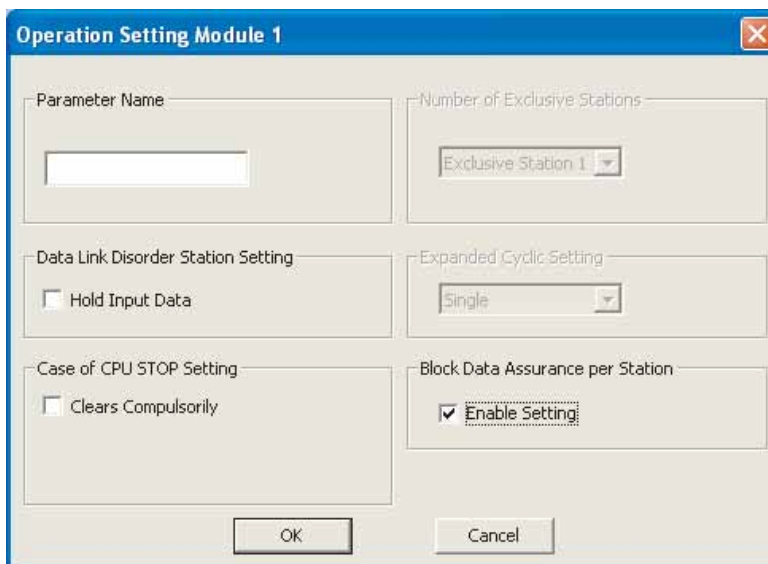 Operation Setting Module 1
Parameter Name
Number of Exclusive Stations
Exclusive Station 1
Data Link Disorder Station Setting
Hold Input Data
Expanded Cyclic Setting
Single
Case of CPU STOP Setting
Clears Compulsorily
Block Data Assurance per Station
Enable Setting
OK
Cancel